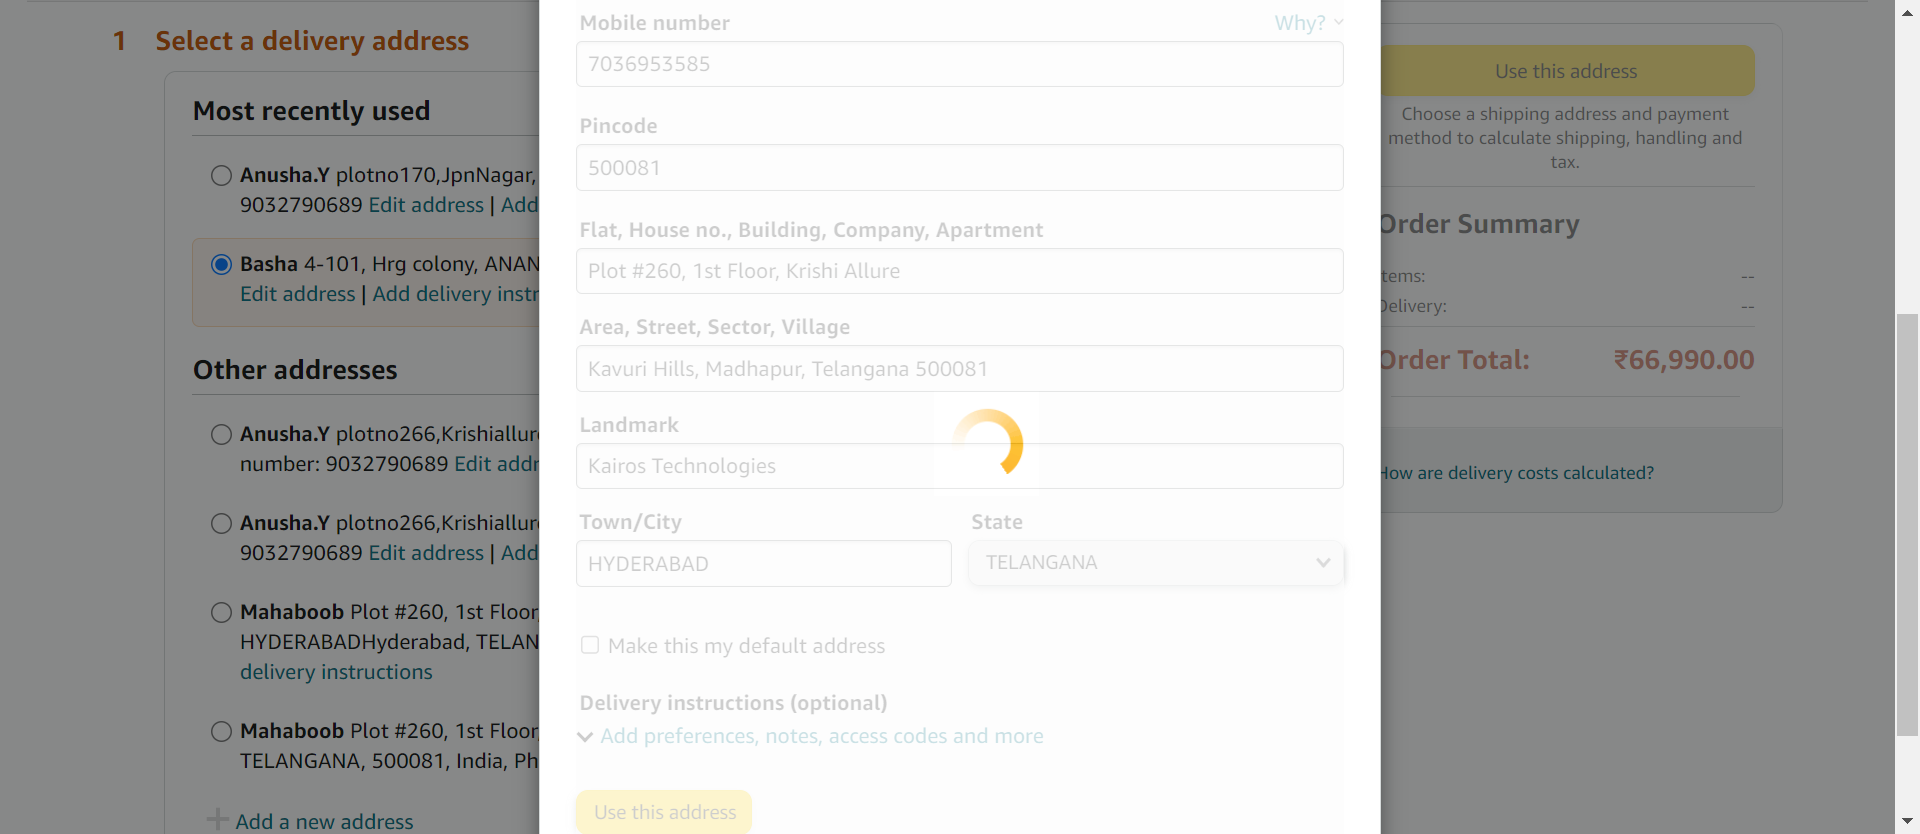 1 Select a delivery address
Most recently used
Anusha.Y plotno170,JpnNagar,
9032790689 Edit address | Add
Basha 4-101, Hrg colony, ANAN
Edit address | Add delivery instr
Other addresses
Anusha.Y plotno266,Krishiallure
number: 9032790689 Edit addr
Anusha.Y plotno266,Krishiallure
9032790689 Edit address | Add
Mahaboob Plot #260, 1st Floor,
HYDERABADHyderabad, TELAN
delivery instructions
Mahaboob Plot #260, 1st Floor,
TELANGANA, 500081, India, Ph
Add a new address
Mobile number
Why?
7036953585
Pincode
500081
Flat, House no., Building, Company, Apartment
Plot #260, 1st Floor, Krishi Allure
Area, Street, Sector, Village
Kavuri Hills, Madhapur, Telangana 500081
Landmark
Kairos Technologies
Town/City
State
HYDERABAD
TELANGANA
Make this my default address
Delivery instructions (optional)
Add preferences, notes, access codes and more
Use this address
Use this address
Choose a shipping address and payment
method to calculate shipping, handling and
tax.
Order Summary
tems: --
Delivery: --
Order Total: ₹66,990.00
How are delivery costs calculated?